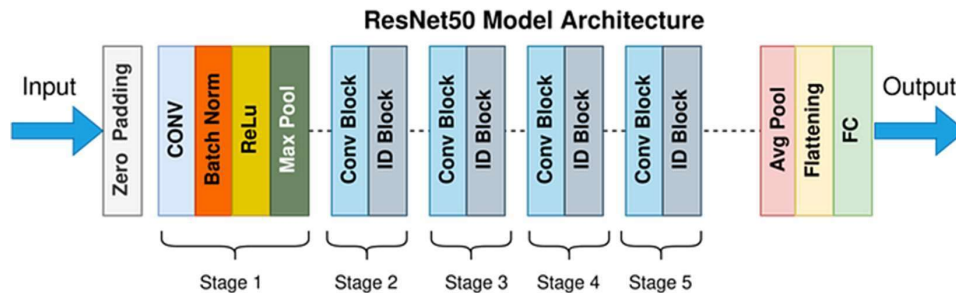 ResNet50 Model Architecture
Input
Zero Padding
CONV
Batch Norm
ReLu
Max Pool
Conv Block
ID Block
Conv Block
ID Block
Conv Block
ID Block
Conv Block
ID Block
Avg Pool
Flattening
FC
Output
Stage 1
Stage 2
Stage 3
Stage 4
Stage 5